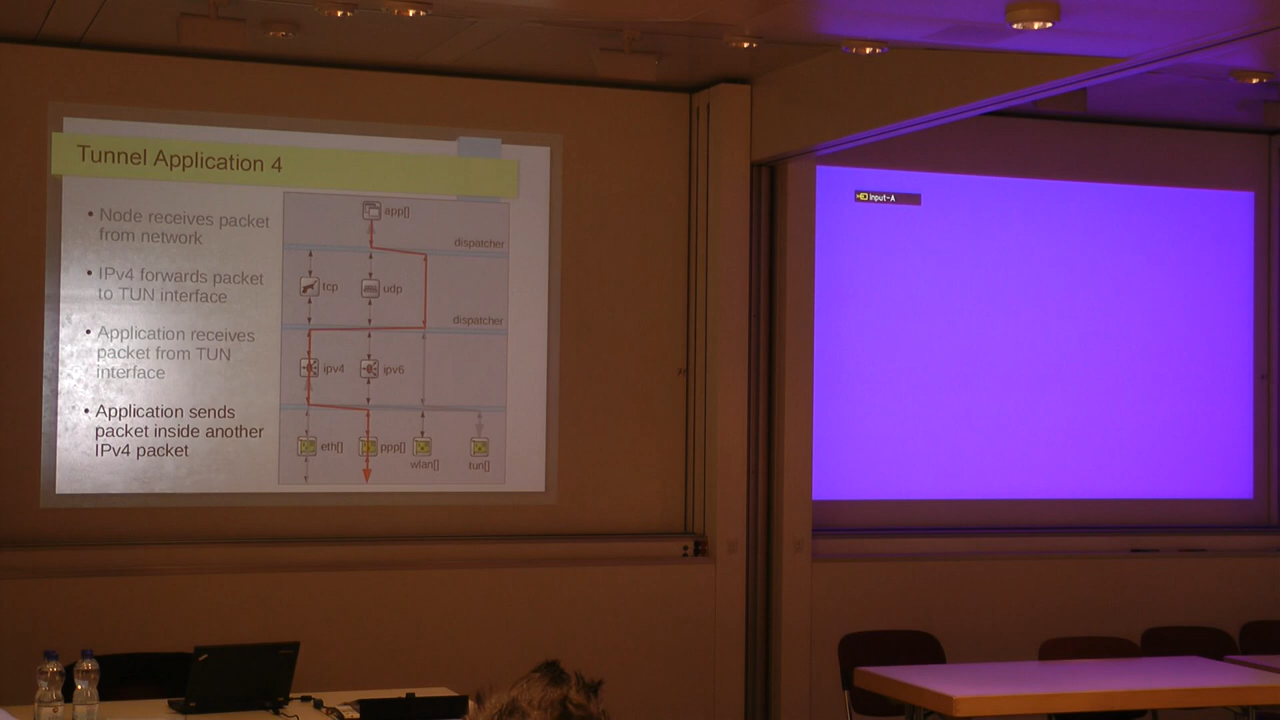 Tunnel Application 4
• Node receives packet
from network
• IPv4 forwards packet
to TUN interface
• Application receives
packet from TUN
interface
• Application sends
packet inside another
IPv4 packet
app[]
dispatcher
tcp
udp
dispatcher
ipv4
ipv6
eth[]
ppp[]
wlan[]
tun[]
Input-A